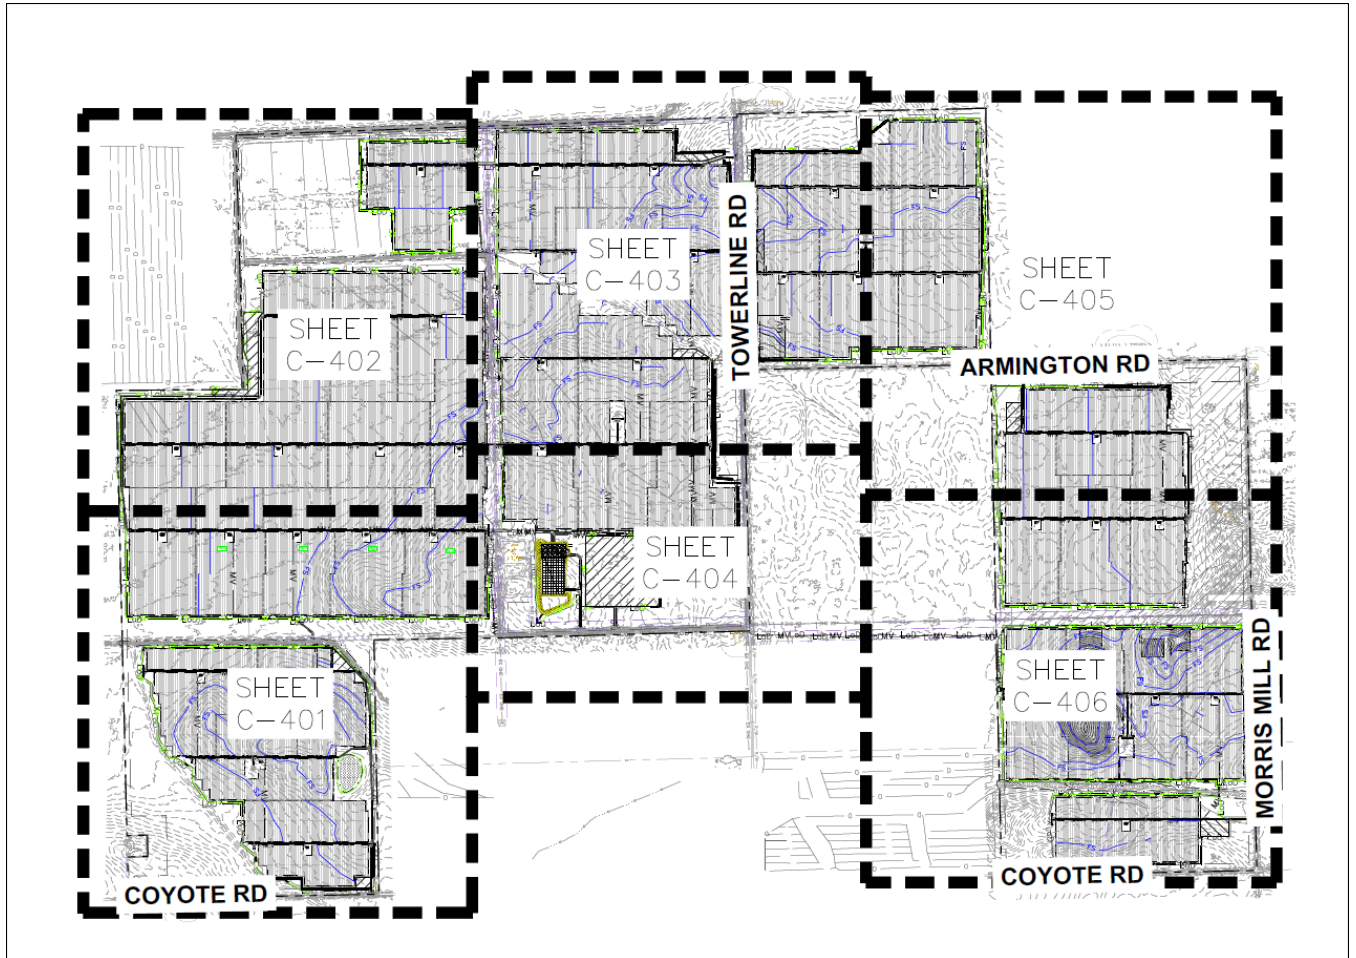 SHEET
C-403
TOWERLINE RD
SHEET
C-405
SHEET
C-402
ARMINGTON RD
SHEET
C-404
SHEET
C-401
SHEET
C-406
MORRIS MILL RD
COYOTE RD
COYOTE RD